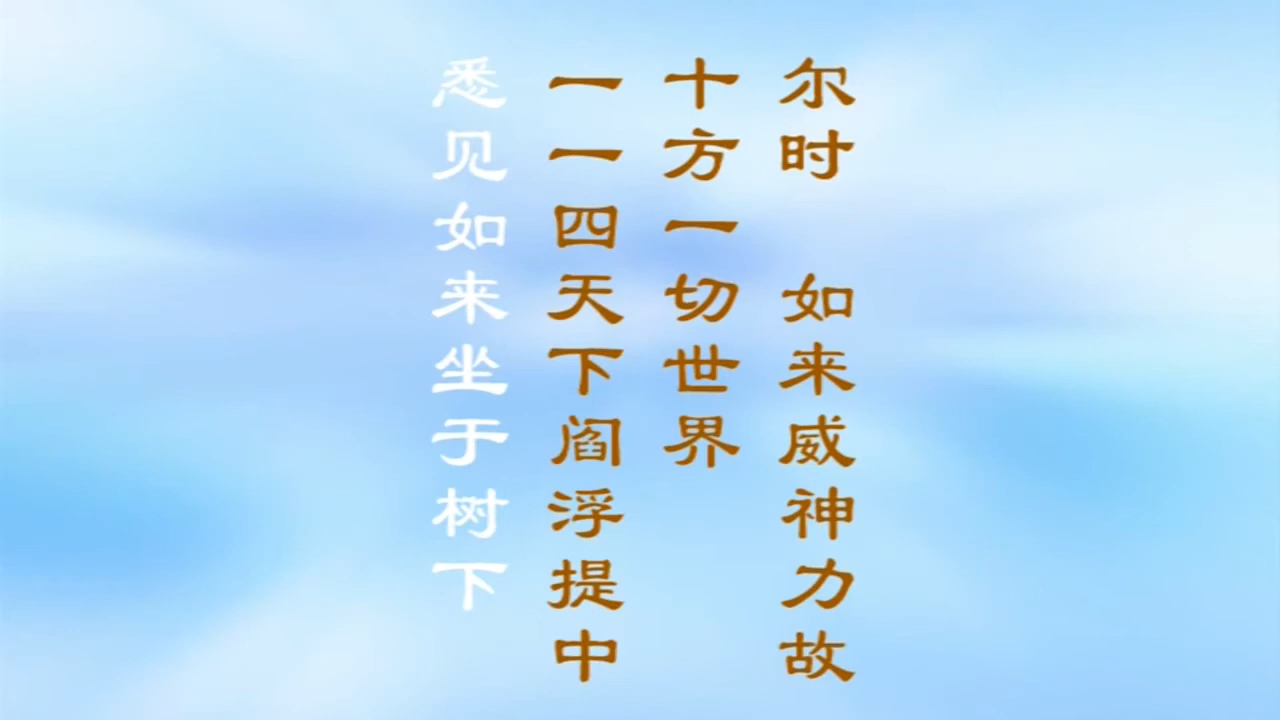 尔时 如来威神力故
十方一切世界
一一四天下阎浮提中
悉见如来坐于树下